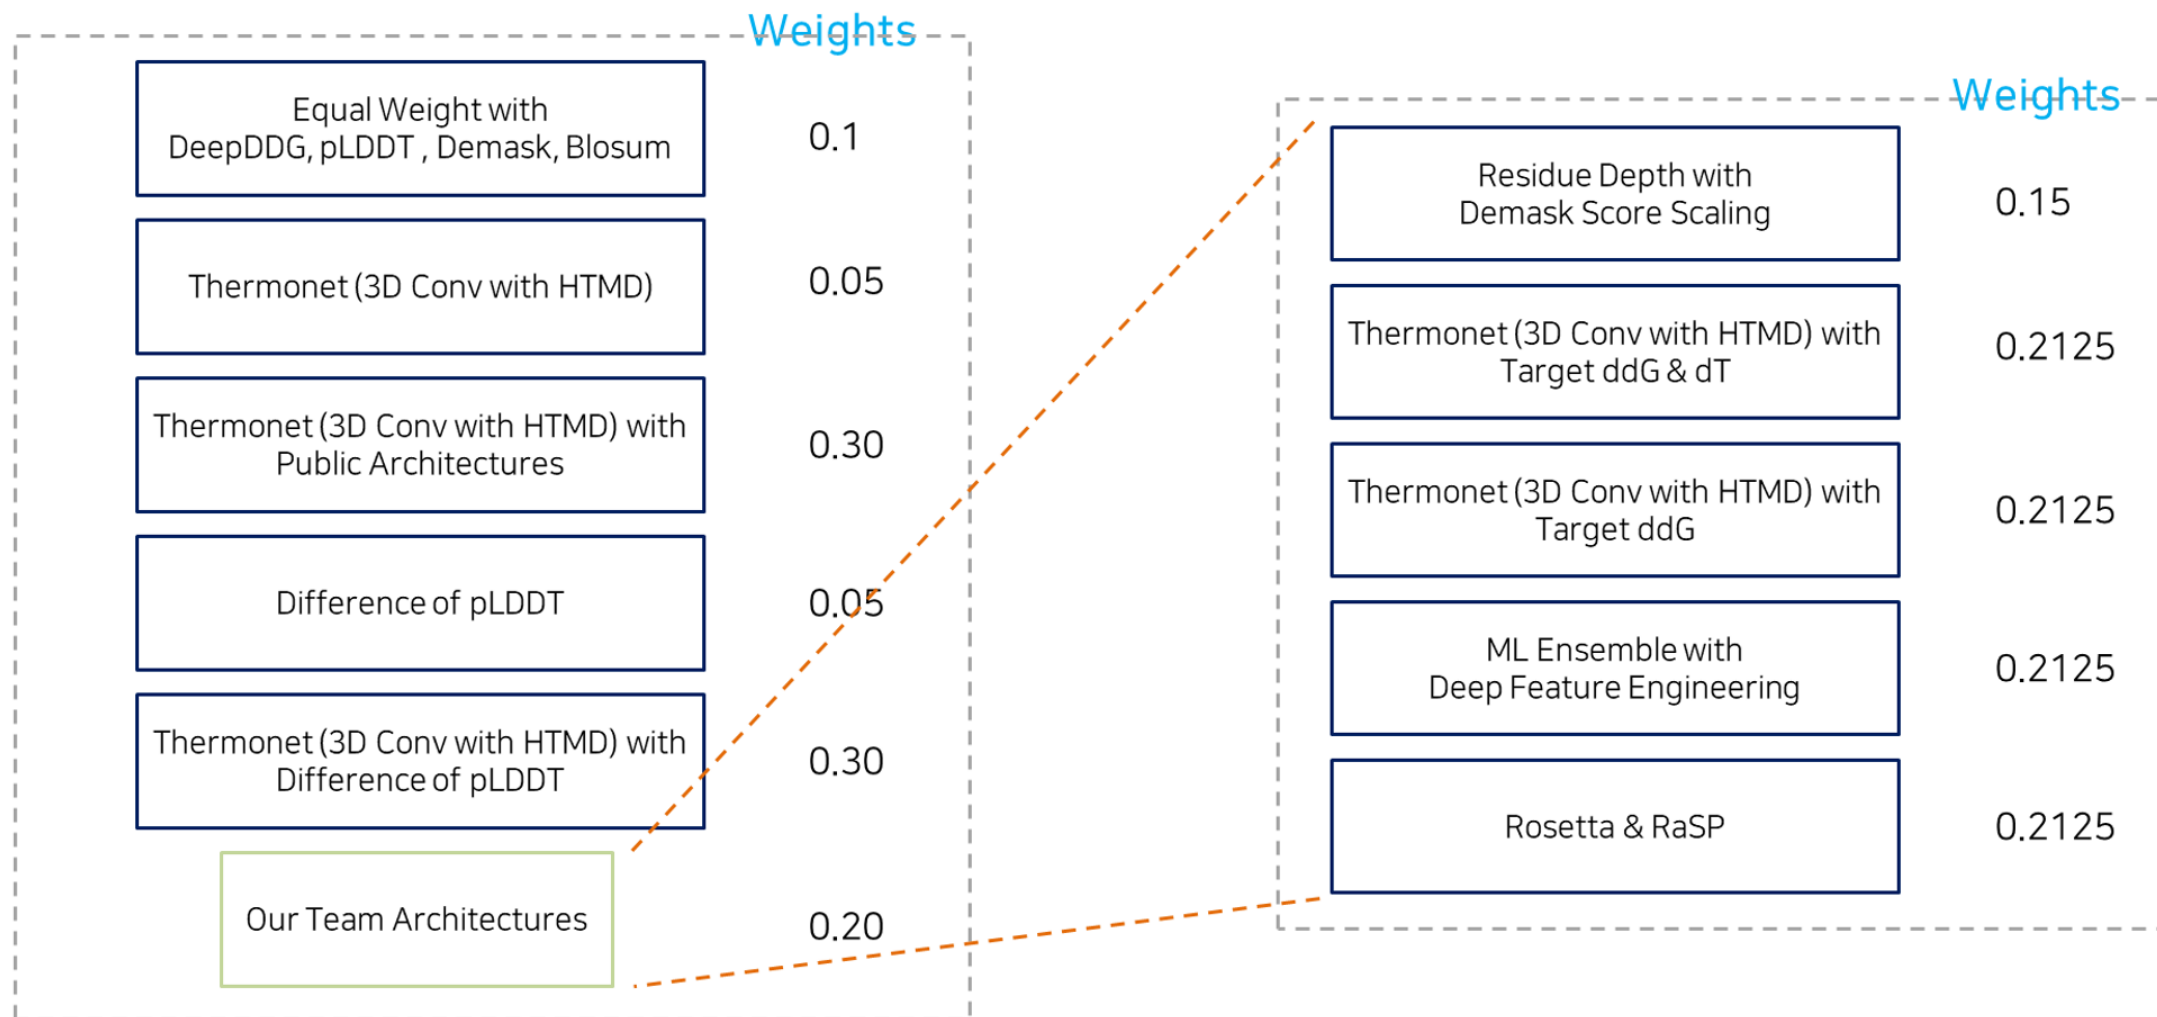 Weights
Equal Weight with
DeepDDG, pLDDT , Demask, Blosum
0.1
Thermonet (3D Conv with HTMD)
0.05
Thermonet (3D Conv with HTMD) with
Public Architectures
0.30
Difference of pLDDT
0.05
Thermonet (3D Conv with HTMD) with
Difference of pLDDT
0.30
Our Team Architectures
0.20
Weights
Residue Depth with
Demask Score Scaling
0.15
Thermonet (3D Conv with HTMD) with
Target ddG & dT
0.2125
Thermonet (3D Conv with HTMD) with
Target ddG
0.2125
ML Ensemble with
Deep Feature Engineering
0.2125
Rosetta & RaSP
0.2125